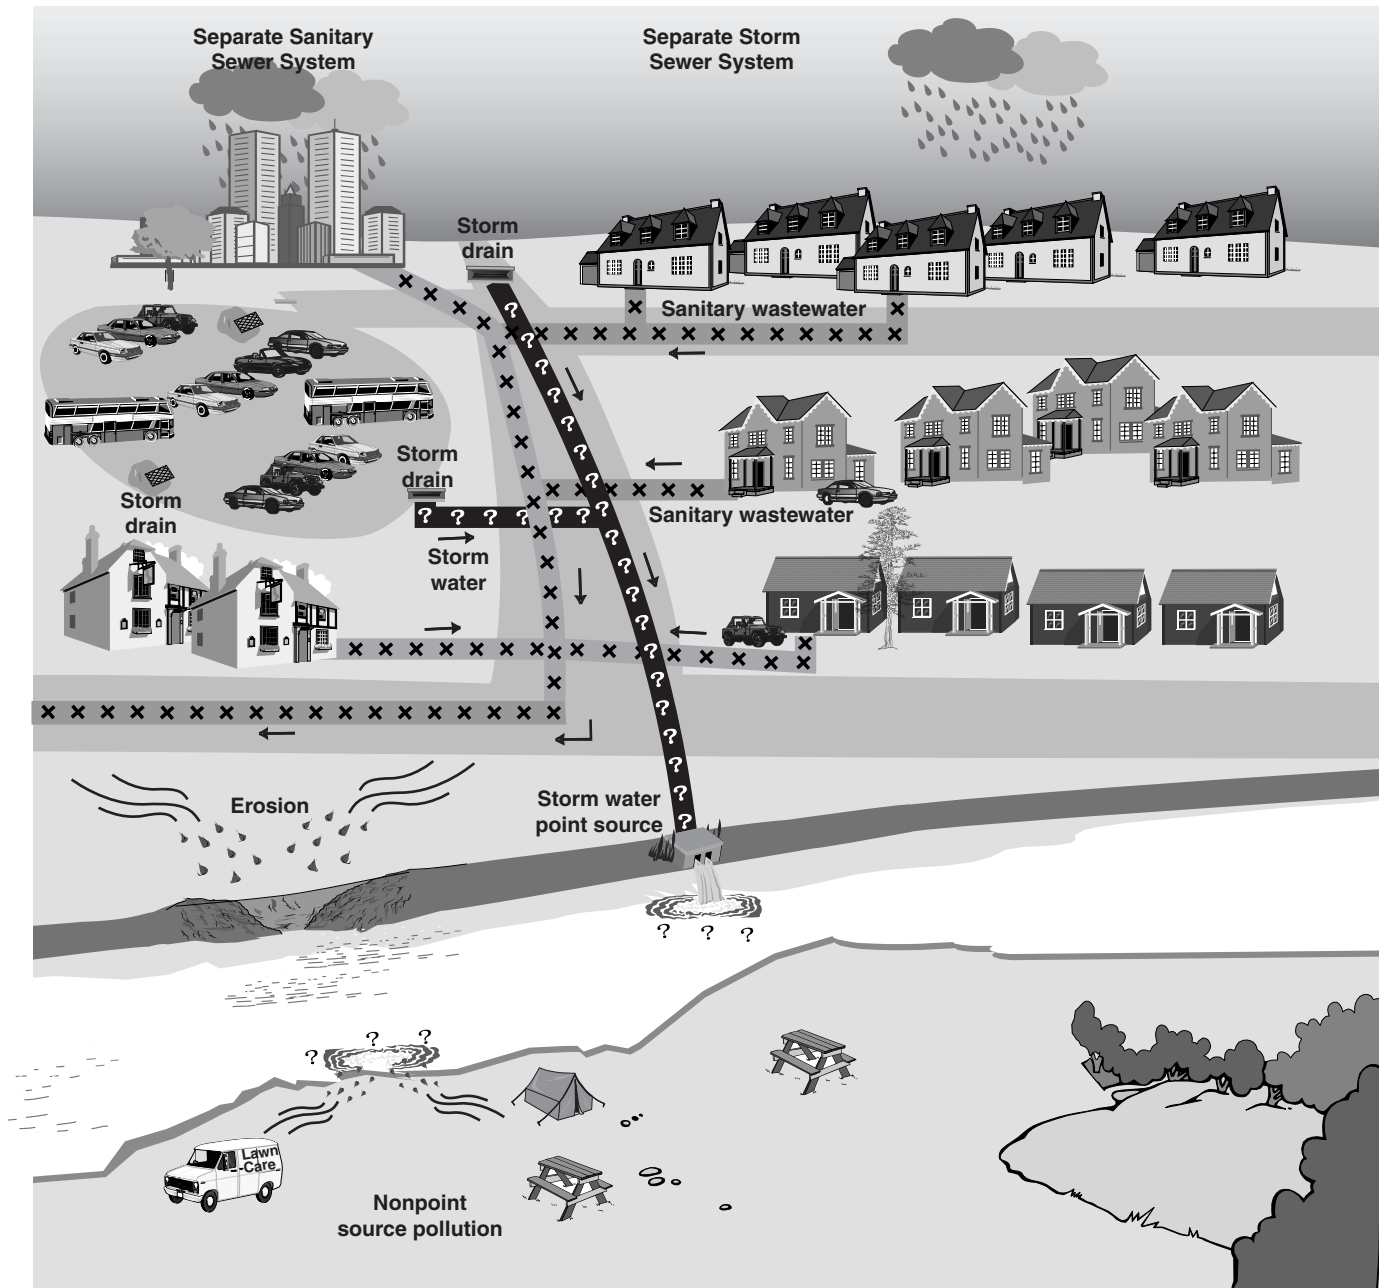 Separate Sanitary
Sewer System
Separate Storm
Sewer System
Storm
drain
Sanitary wastewater
Storm
drain
Storm
drain
Sanitary wastewater
Storm
water
Erosion
Storm water
point source
Lawn
Care
Nonpoint
source pollution